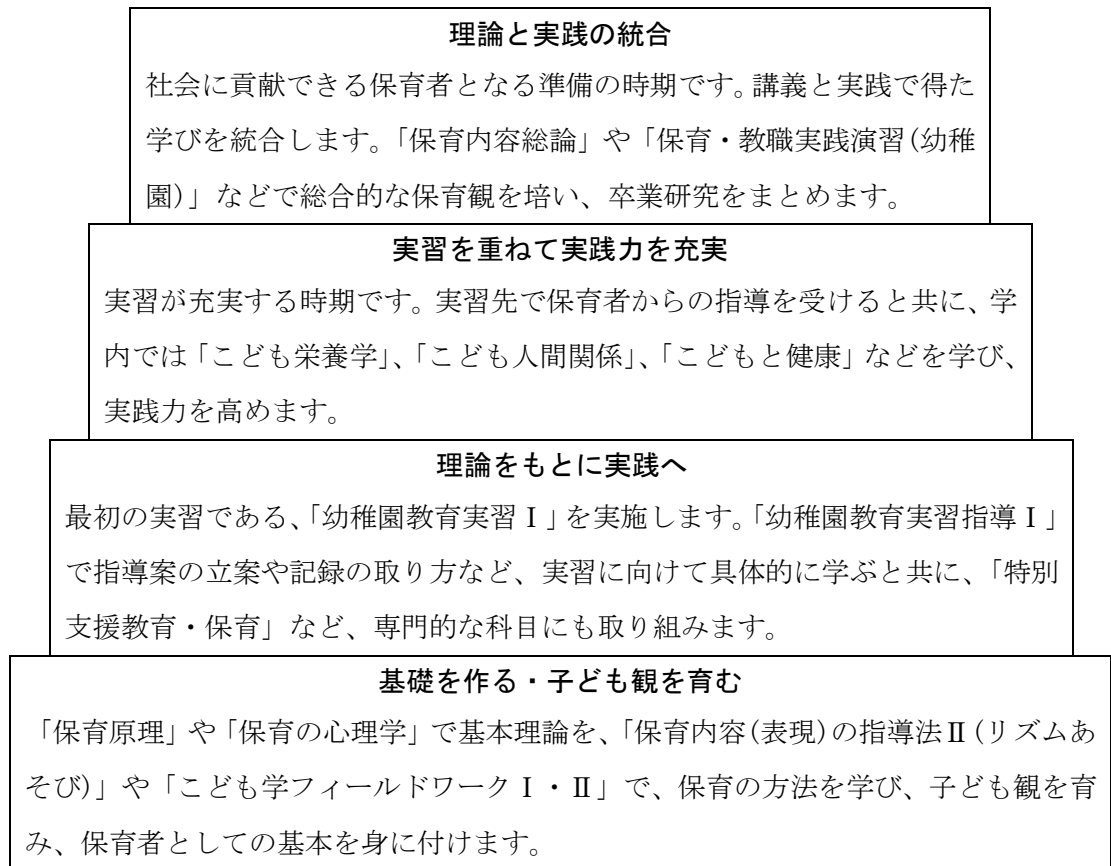 理論と実践の統合
社会に貢献できる保育者となる準備の時期です。講義と実践で得た
学びを統合します。「保育内容総論」や「保育・教職実践演習(幼稚
園)」などで総合的な保育観を培い、卒業研究をまとめます。
実習を重ねて実践力を充実
実習が充実する時期です。実習先で保育者からの指導を受けると共に、学
内では「こども栄養学」、「こども人間関係」、「こどもと健康」などを学び、
実践力を高めます。
理論をもとに実践へ
最初の実習である、「幼稚園教育実習Ⅰ」を実施します。「幼稚園教育実習指導Ⅰ」
で指導案の立案や記録の取り方など、実習に向けて具体的に学ぶと共に、「特別
支援教育・保育」など、専門的な科目にも取り組みます。
基礎を作る・子ども観を育む
「保育原理」や「保育の心理学」で基本理論を、「保育内容(表現)の指導法Ⅱ(リズムあ
そび)」や「こども学フィールドワークⅠ・Ⅱ」で、保育の方法を学び、子ども観を育
み、保育者としての基本を身に付けます。